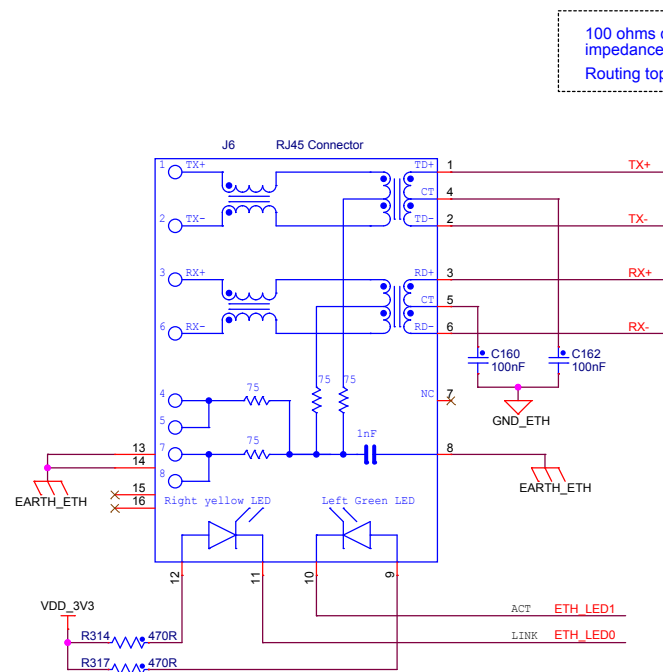 100 ohms
impedance
Routing top
J6 RJ45 Connector
1 TX+ TD+ 1 TX+
CT 4
2 TX- TD- 2 TX-
3 RX+ RD+ 3 RX+
CT 5
6 RX- RD- 6 RX-
C160 C162
100nF 100nF
4 75 75 75 NC 7
GND_ETH
5
1nF
13 7 75 8
14
8
EARTH_ETH EARTH_ETH
15 Right yellow LED Left Green LED
16
12 11 10 9
VDD_3V3
ACT ETH_LED1
R314 470R LINK ETH_LED0
R317 470R